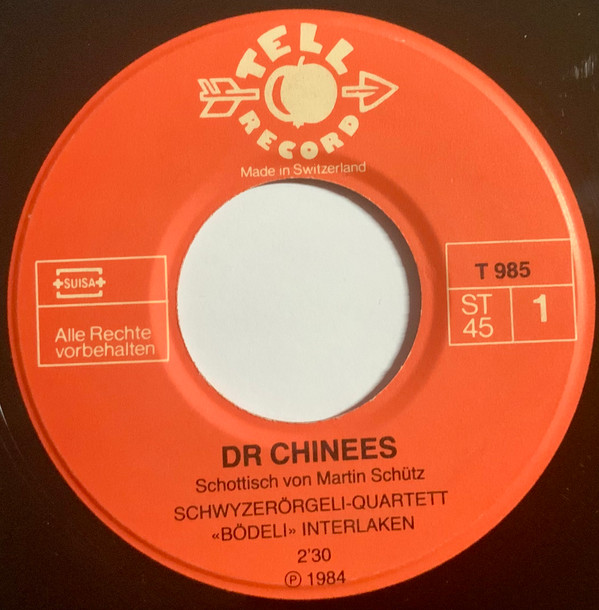 TELL
RECORD
Made in Switzerland
SUISA
Alle Rechte
vorbehalten
T 985
ST
45
1
DR CHINEES
Schottisch von Martin Schütz
SCHWYZERÖRGELI-QUARTETT
«BÖDELI» INTERLAKEN
2'30
Ⓟ 1984